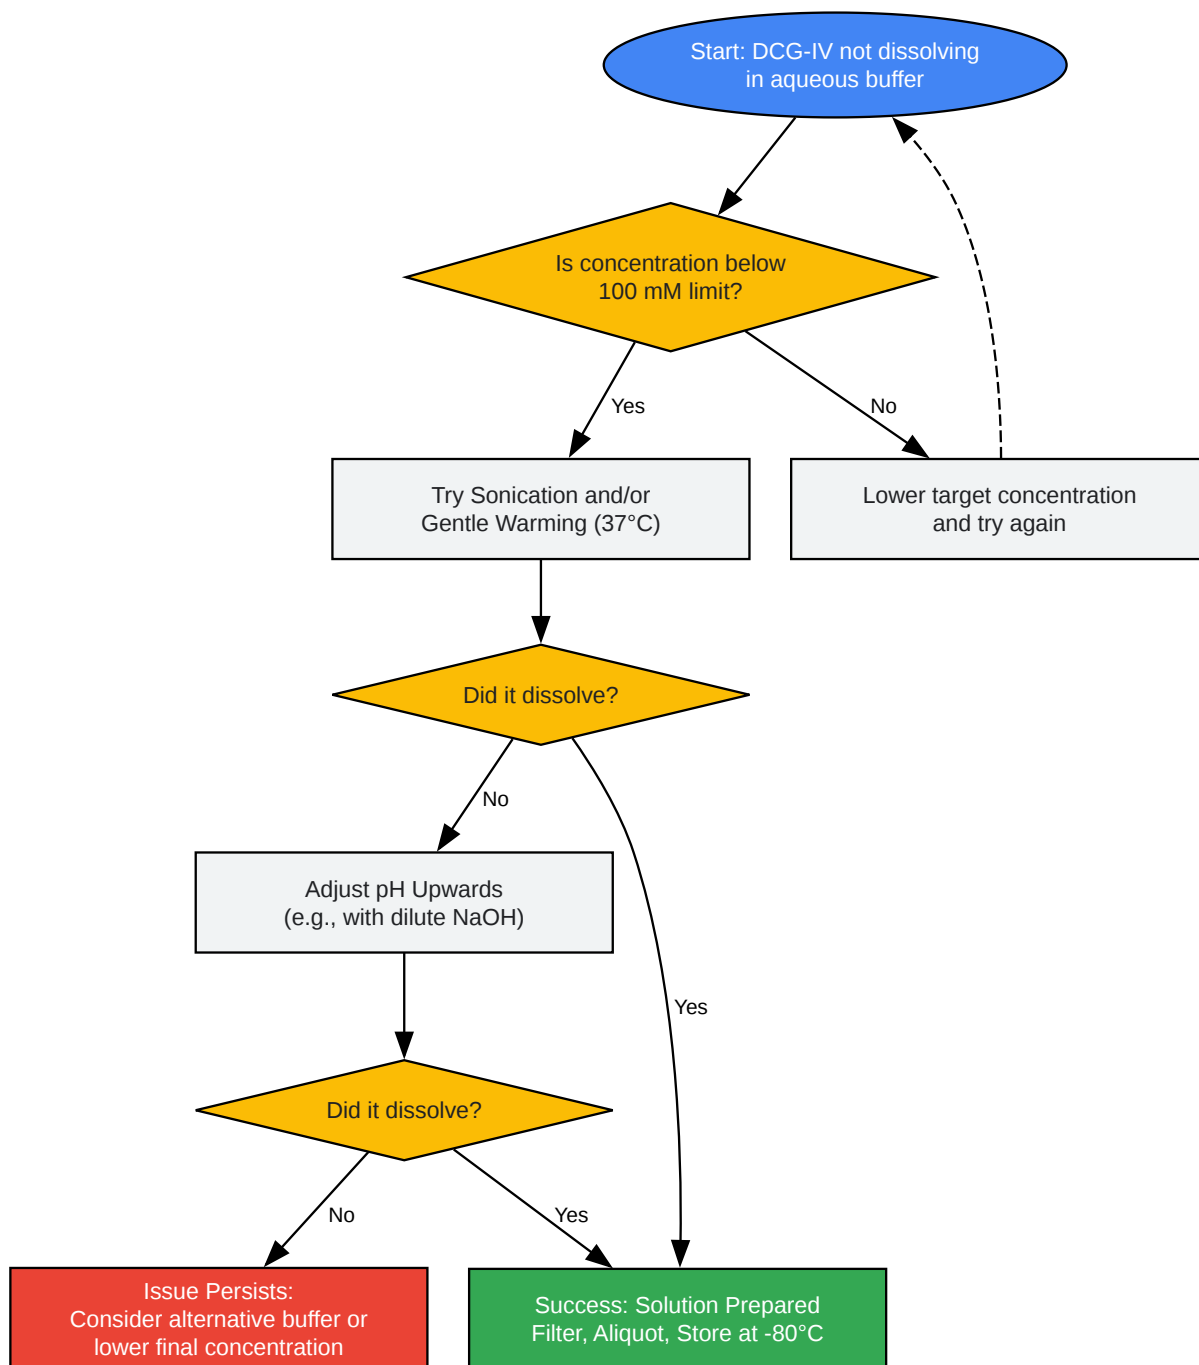 Start: DCG-IV not dissolving
in aqueous buffer
Is concentration below
100 mM limit?
Yes
No
Try Sonication and/or
Gentle Warming (37°C)
Lower target concentration
and try again
Did it dissolve?
No
Adjust pH Upwards
(e.g., with dilute NaOH)
Yes
Did it dissolve?
No
Yes
Issue Persists:
Consider alternative buffer or
lower final concentration
Success: Solution Prepared
Filter, Aliquot, Store at -80°C